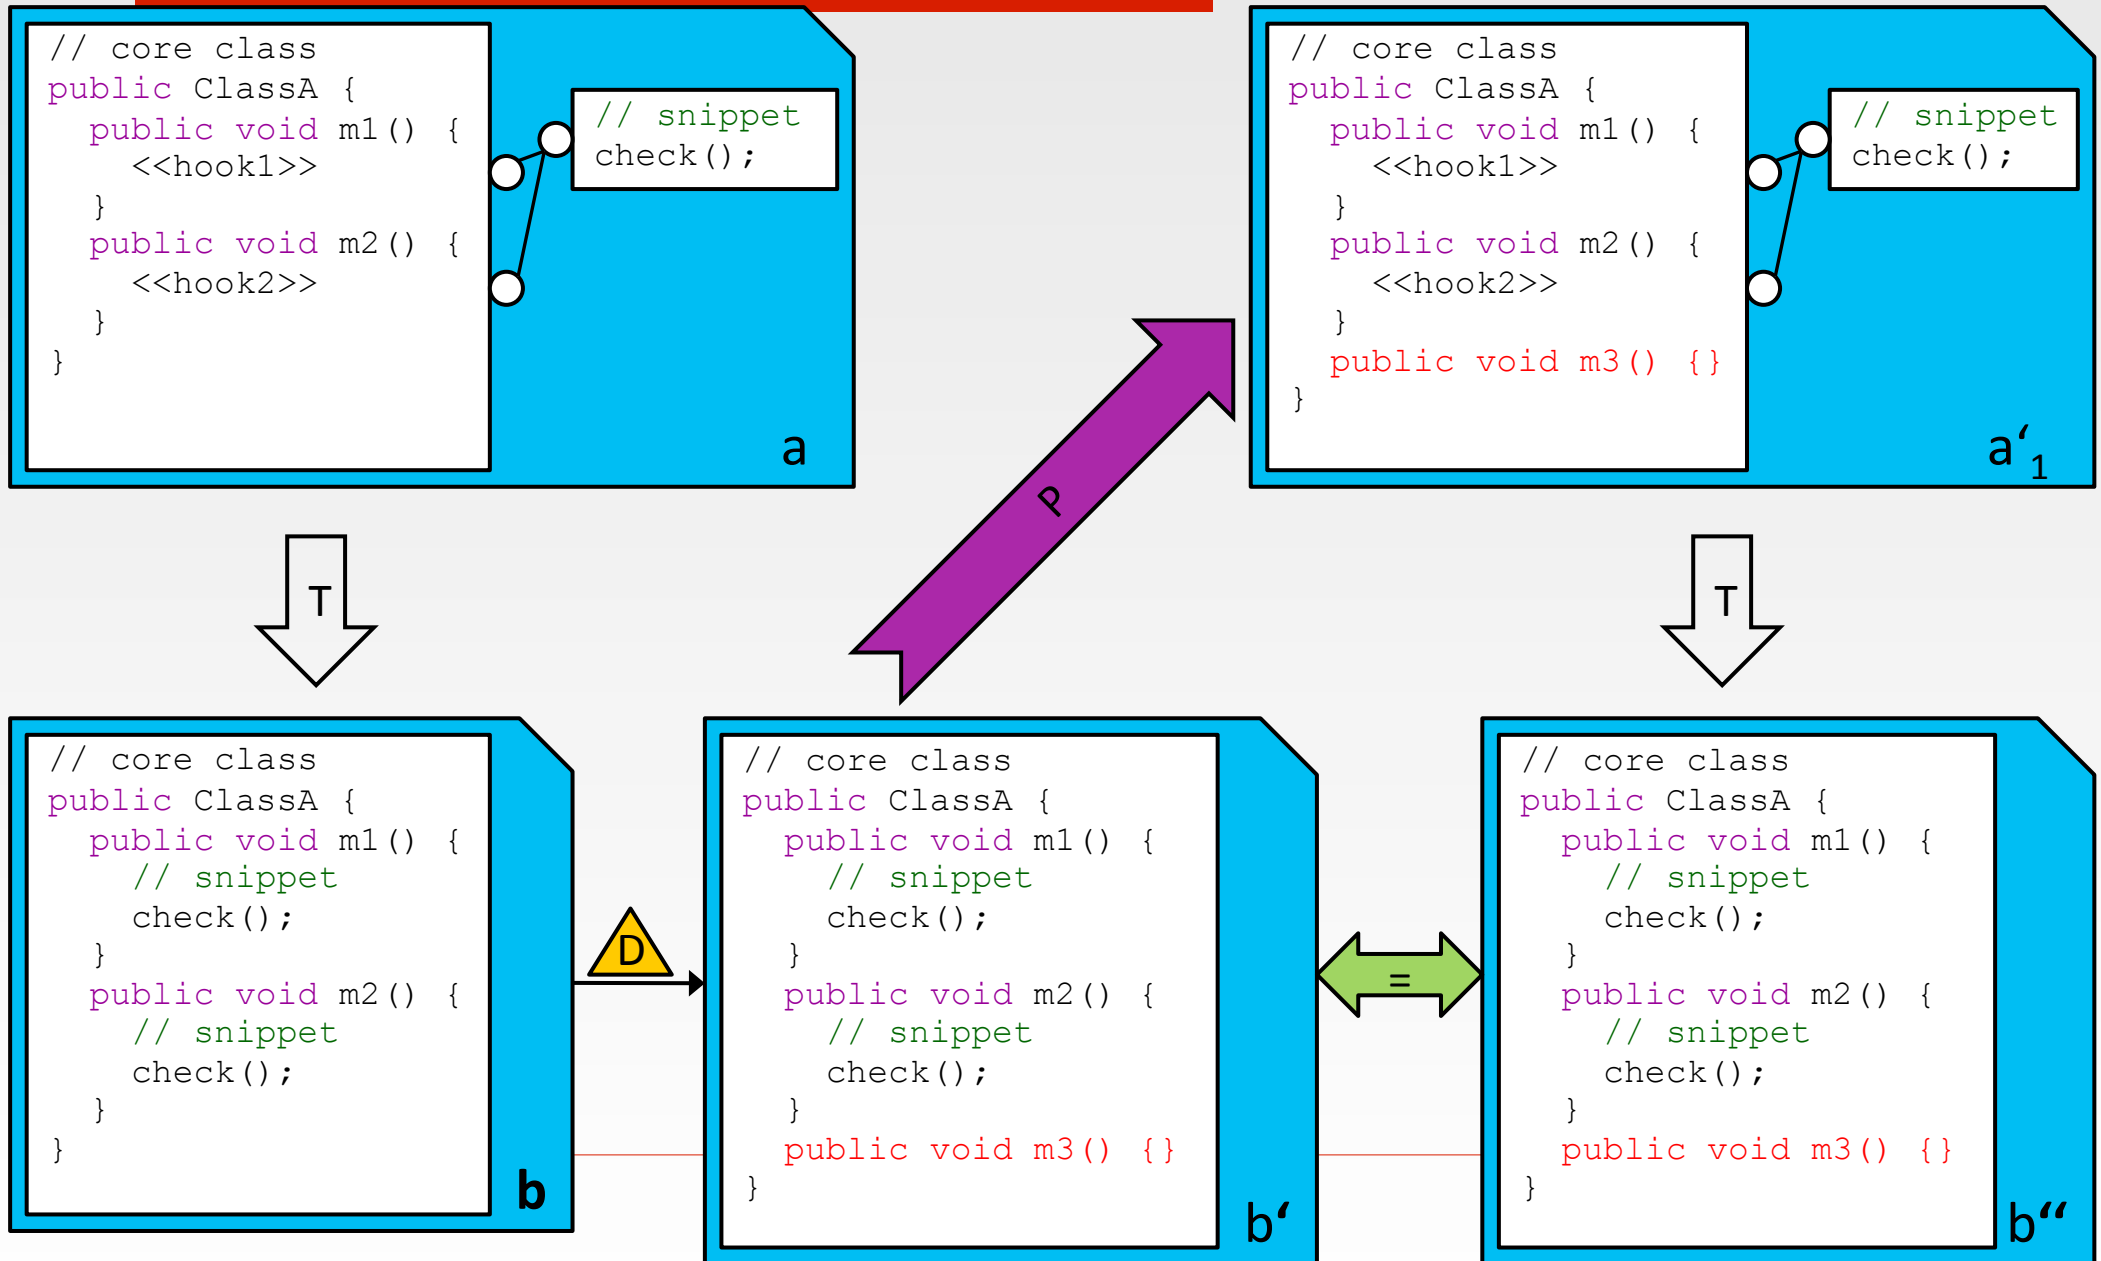 // core class
public ClassA {
public void m1() {
<<hook1>>
}
public void m2() {
<<hook2>>
}
}
// snippet
check();
a
// core class
public ClassA {
public void m1() {
<<hook1>>
}
public void m2() {
<<hook2>>
}
public void m3() {}
}
// snippet
check();
a‘1
P
T
T
// core class
public ClassA {
public void m1() {
// snippet
check();
}
public void m2() {
// snippet
check();
}
}
b
D
// core class
public ClassA {
public void m1() {
// snippet
check();
}
public void m2() {
// snippet
check();
}
public void m3() {}
}
b‘
=
// core class
public ClassA {
public void m1() {
// snippet
check();
}
public void m2() {
// snippet
check();
}
public void m3() {}
}
b‘‘